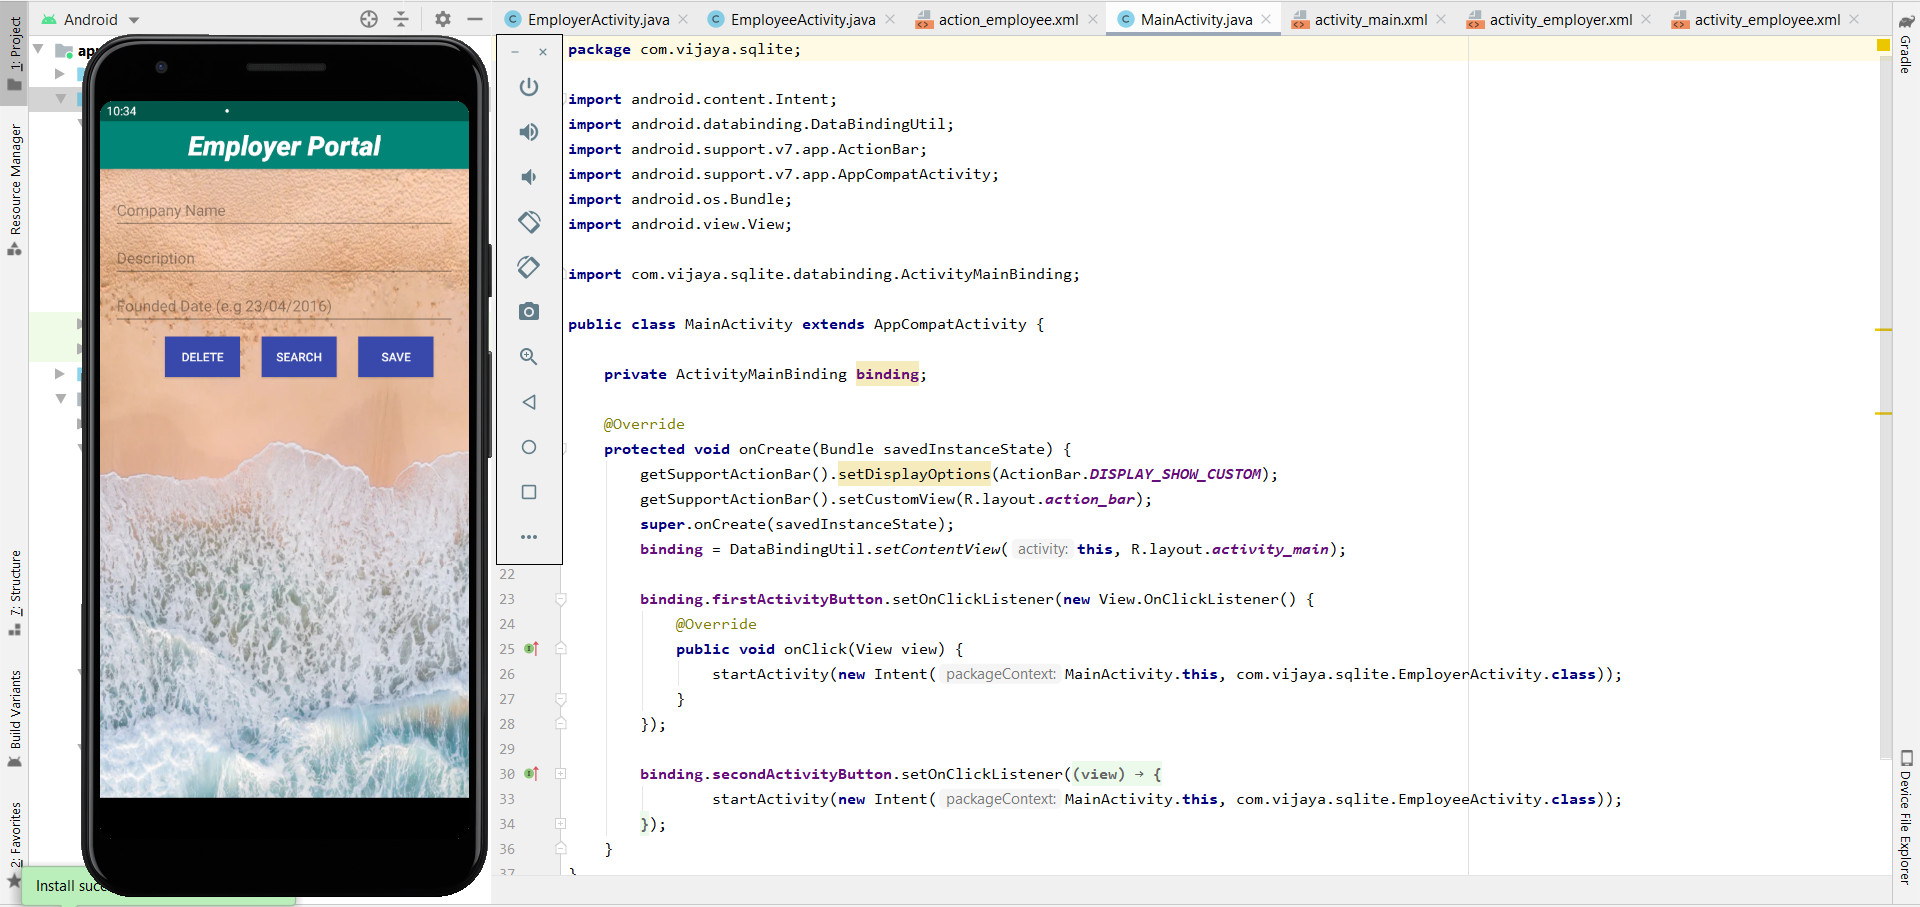 Android
EmployerActivity.java
EmployeeActivity.java
action_employee.xml
MainActivity.java
activity_main.xml
activity_employer.xml
activity_employee.xml
1: Project
Resource Manager
7: Structure
Build Variants
2: Favorites
10:34
Employer Portal
Company Name
Description
Founded Date (e.g 23/04/2016)
DELETE
SEARCH
SAVE
package com.vijaya.sqlite;
import android.content.Intent;
import android.databinding.DataBindingUtil;
import android.support.v7.app.ActionBar;
import android.support.v7.app.AppCompatActivity;
import android.os.Bundle;
import android.view.View;
import com.vijaya.sqlite.databinding.ActivityMainBinding;
public class MainActivity extends AppCompatActivity {
private ActivityMainBinding binding;
@Override
protected void onCreate(Bundle savedInstanceState) {
getSupportActionBar().setDisplayOptions(ActionBar.DISPLAY_SHOW_CUSTOM);
getSupportActionBar().setCustomView(R.layout.action_bar);
super.onCreate(savedInstanceState);
binding = DataBindingUtil.setContentView( activity: this, R.layout.activity_main);
22
23 binding.firstActivityButton.setOnClickListener(new View.OnClickListener() {
24 @Override
25 public void onClick(View view) {
26 startActivity(new Intent( packageContext: MainActivity.this, com.vijaya.sqlite.EmployerActivity.class));
27 }
28 });
29
30 binding.secondActivityButton.setOnClickListener((view) → {
33 startActivity(new Intent( packageContext: MainActivity.this, com.vijaya.sqlite.EmployeeActivity.class));
34 });
36 }
37 }
Gradle
Device File Explorer
Install